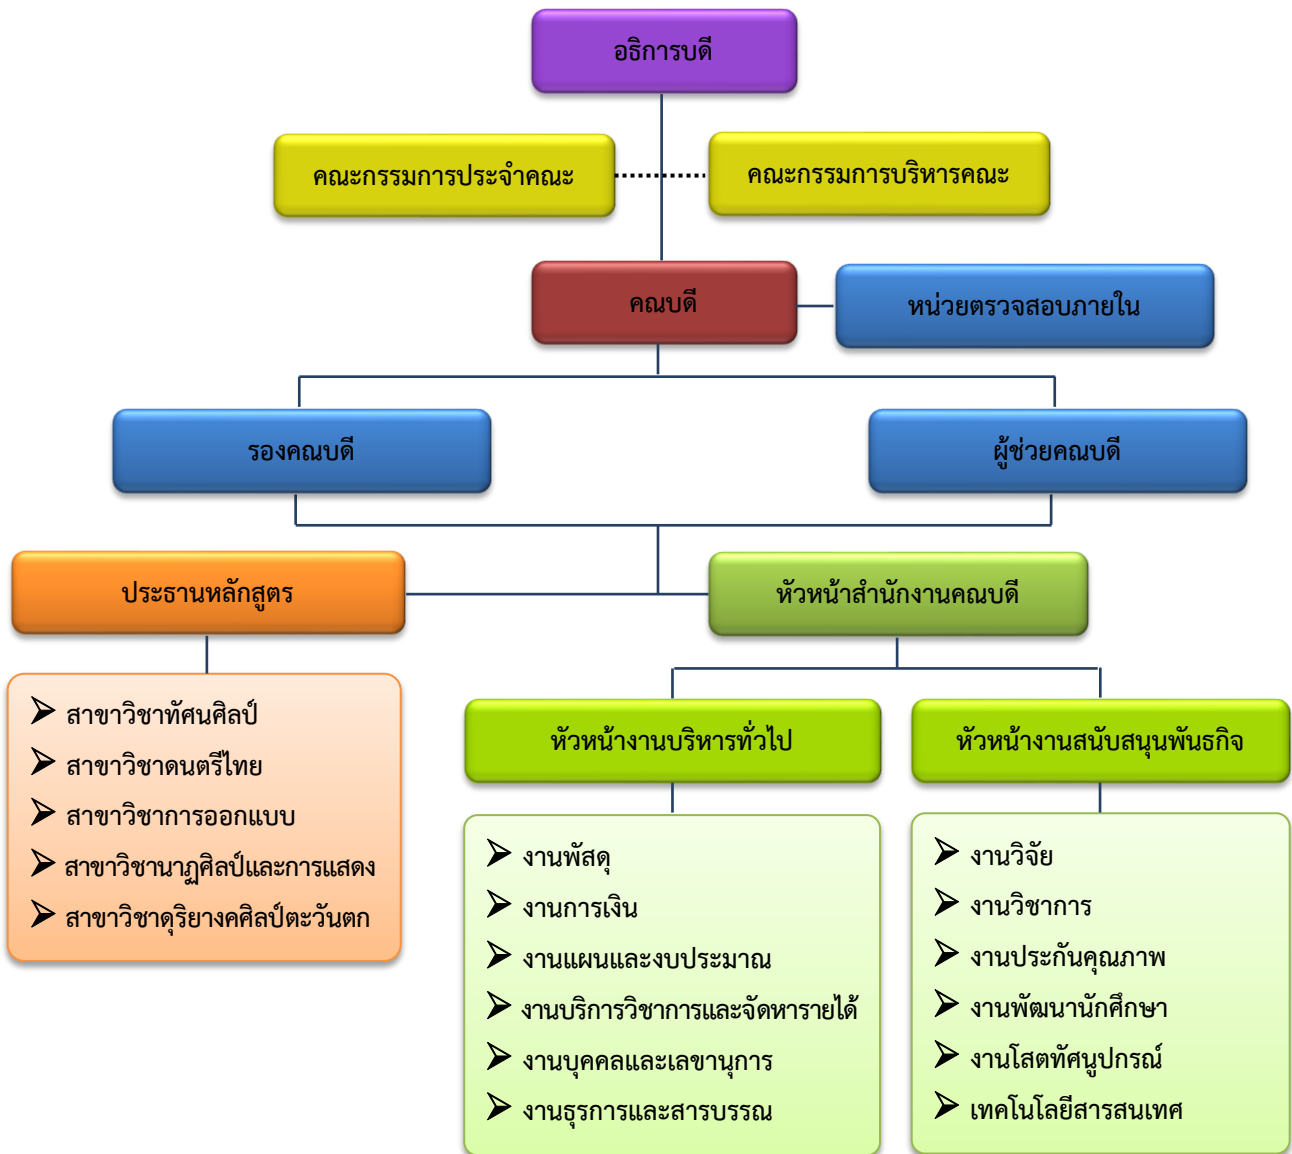 อธิการบดี
คณะกรรมการประจำคณะ
คณะกรรมการบริหารคณะ
คณบดี
หน่วยตรวจสอบภายใน
รองคณบดี
ผู้ช่วยคณบดี
ประธานหลักสูตร
หัวหน้าสำนักงานคณบดี
สาขาวิชาทัศนศิลป์
สาขาวิชาดนตรีไทย
สาขาวิชาการออกแบบ
สาขาวิชานาฏศิลป์และการแสดง
สาขาวิชาดุริยางคศิลป์ตะวันตก
หัวหน้างานบริหารทั่วไป
งานพัสดุ
งานการเงิน
งานแผนและงบประมาณ
งานบริการวิชาการและจัดหารายได้
งานบุคคลและเลขานุการ
งานธุรการและสารบรรณ
หัวหน้างานสนับสนุนพันธกิจ
งานวิจัย
งานวิชาการ
งานประกันคุณภาพ
งานพัฒนานักศึกษา
งานโสตทัศนูปกรณ์
เทคโนโลยีสารสนเทศ